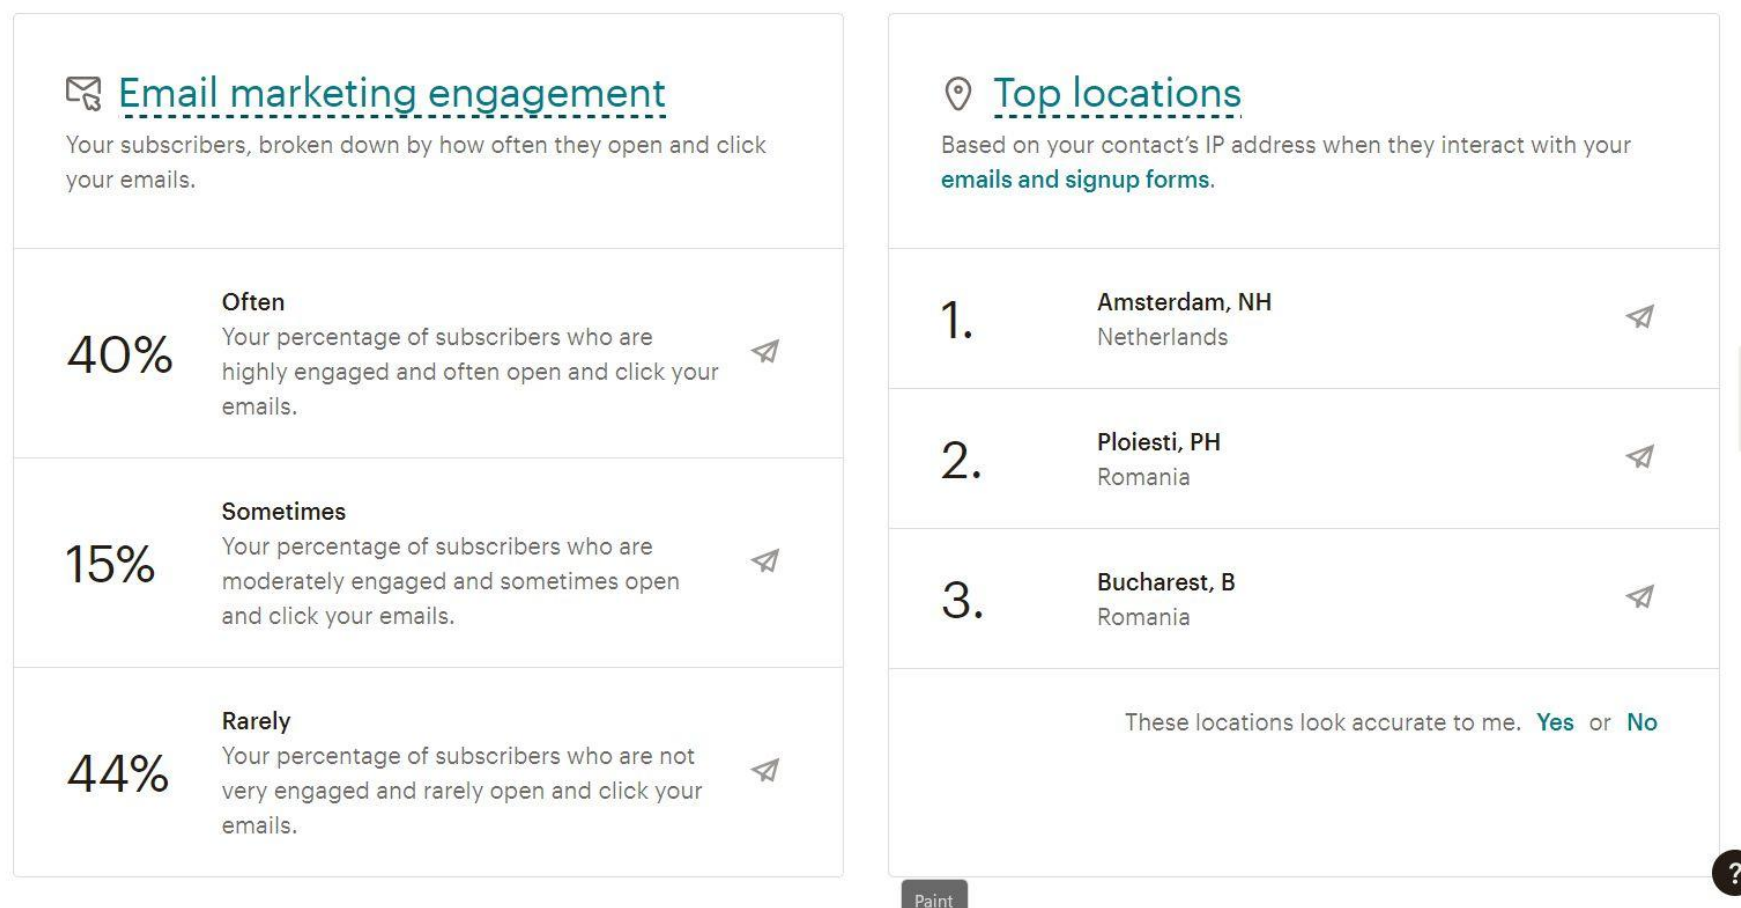 Email marketing engagement
Your subscribers, broken down by how often they open and click
your emails.
40%
Often
Your percentage of subscribers who are
highly engaged and often open and click your
emails.
15%
Sometimes
Your percentage of subscribers who are
moderately engaged and sometimes open
and click your emails.
44%
Rarely
Your percentage of subscribers who are not
very engaged and rarely open and click your
emails.
Top locations
Based on your contact's IP address when they interact with your
emails and signup forms.
1.
Amsterdam, NH
Netherlands
2.
Ploiesti, PH
Romania
3.
Bucharest, B
Romania
These locations look accurate to me. Yes or No
?
Paint